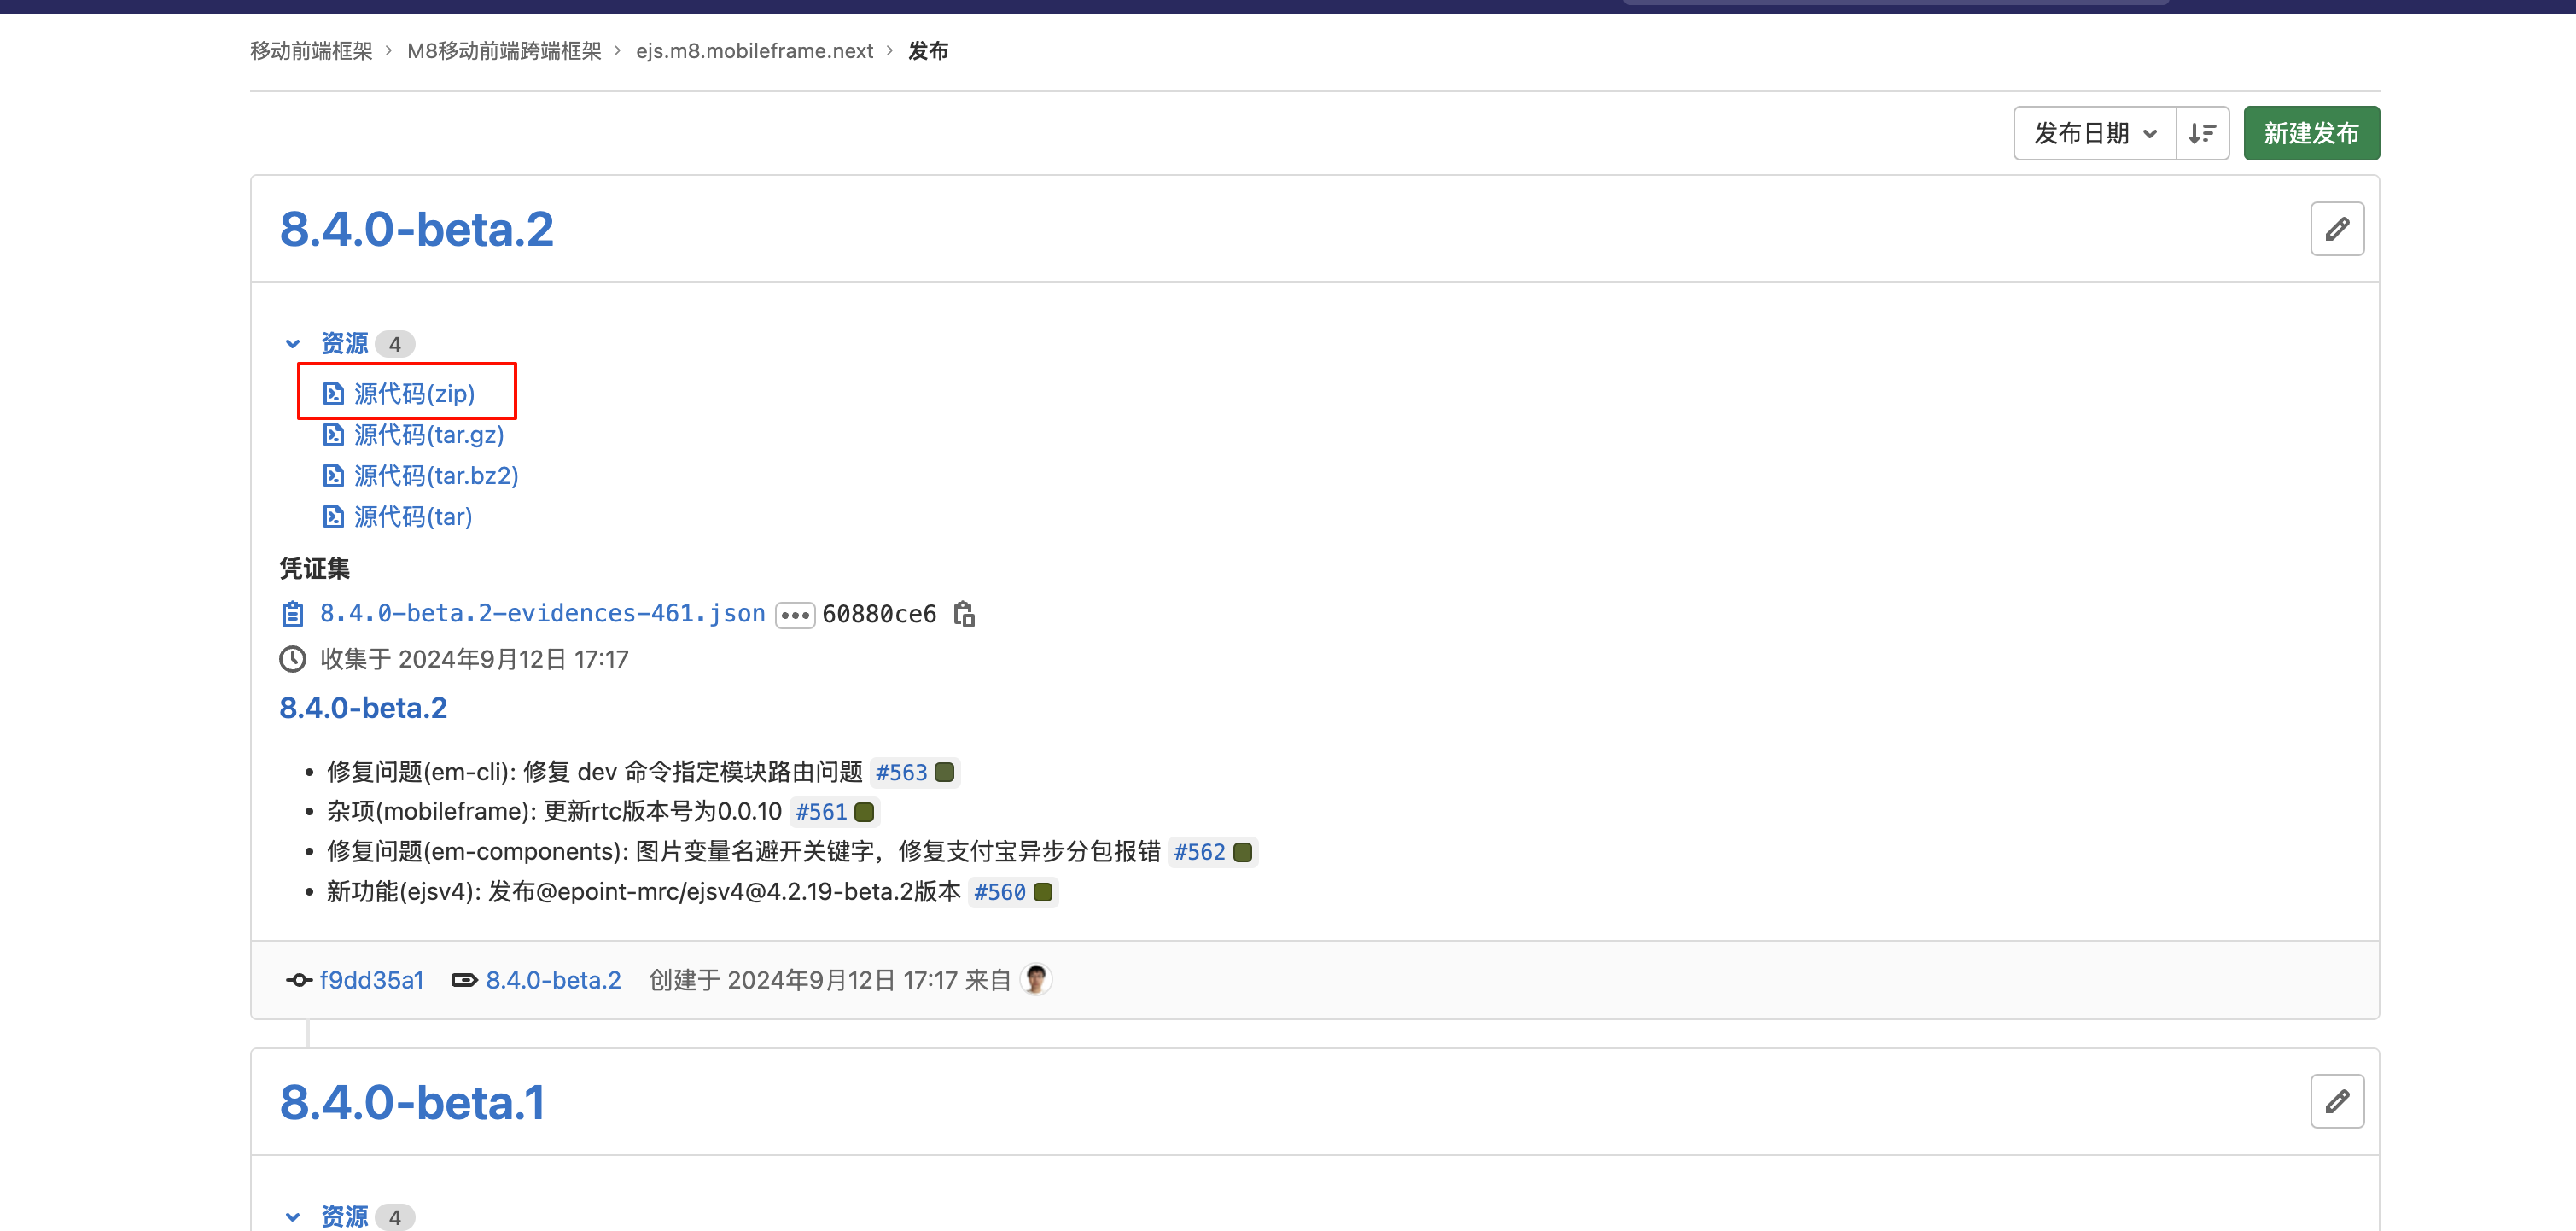 移动前端框架 > M8移动前端跨端框架 > ejs.m8.mobileframe.next > 发布
发布日期
新建发布
8.4.0-beta.2
资源 4
源代码(zip)
源代码(tar.gz)
源代码(tar.bz2)
源代码(tar)
凭证集
8.4.0-beta.2-evidences-461.json ••• 60880ce6
收集于 2024年9月12日 17:17
8.4.0-beta.2
• 修复问题(em-cli): 修复 dev 命令指定模块路由问题 #563
• 杂项(mobileframe): 更新rtc版本号为0.0.10 #561
• 修复问题(em-components): 图片变量名避开关键字，修复支付宝异步分包报错 #562
• 新功能(ejsv4): 发布@epoint-mrc/ejsv4@4.2.19-beta.2版本 #560
f9dd35a1 8.4.0-beta.2 创建于 2024年9月12日 17:17 来自
8.4.0-beta.1
资源 4